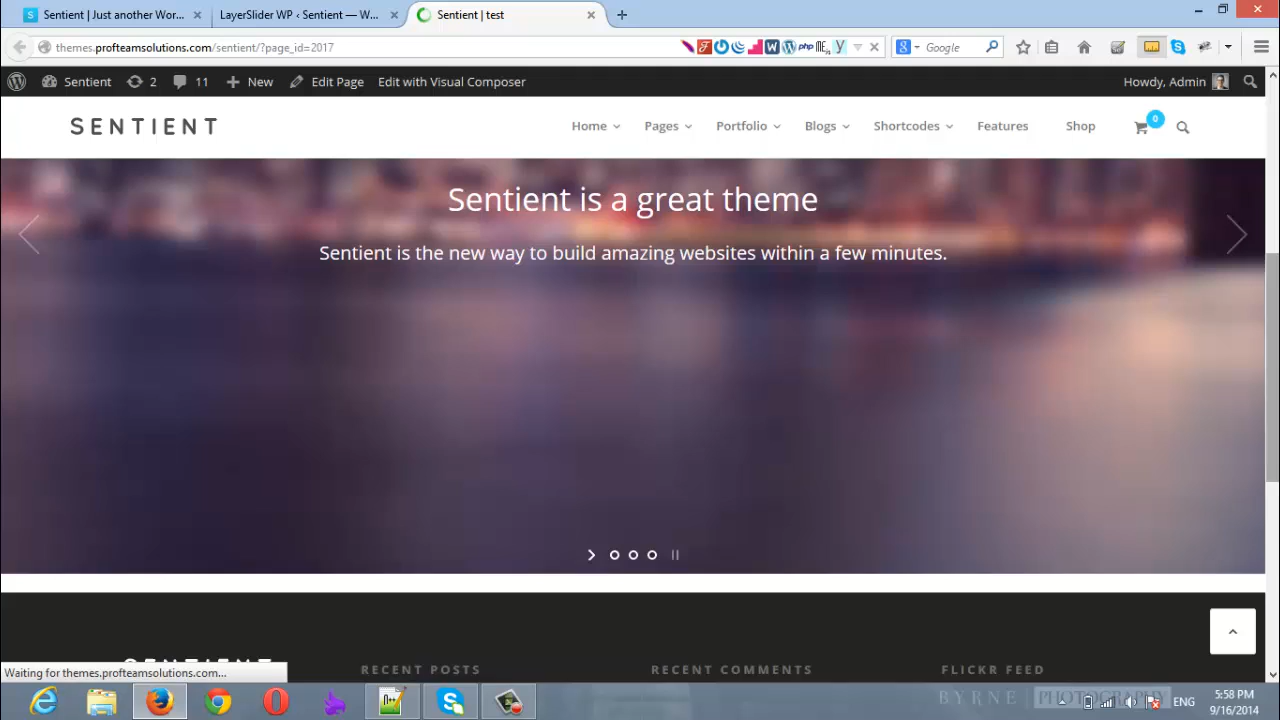 Sentient | Just another Wor...
LayerSlider WP ‹ Sentient — W...
Sentient | test
themes.profteamsolutions.com/sentient/?page_id=2017
Google
Sentient
2
11
New
Edit Page
Edit with Visual Composer
Howdy, Admin
SENTIENT
Home
Pages
Portfolio
Blogs
Shortcodes
Features
Shop
0
Sentient is a great theme
Sentient is the new way to build amazing websites within a few minutes.
SENTIENT
RECENT POSTS
RECENT COMMENTS
FLICKR FEED
Waiting for themes.profteamsolutions.com...
BYRNE | PHOTOGRAPHY
ENG
5:58 PM
9/16/2014